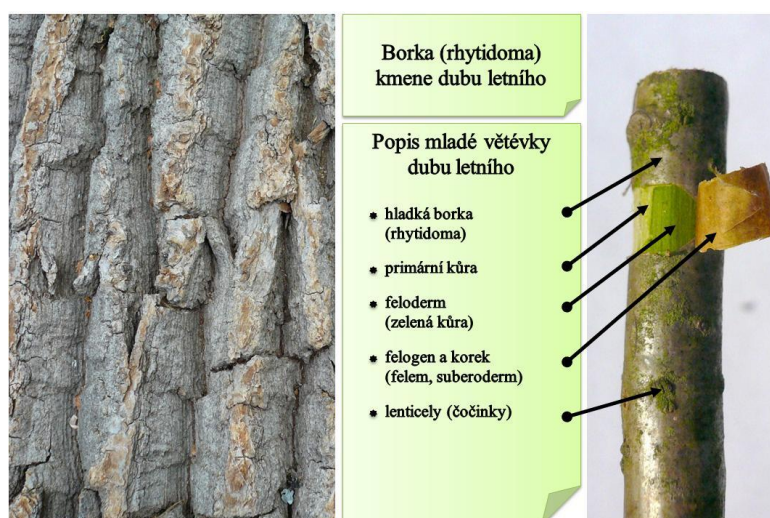 Borka (rhytidoma)
kmene dubu letního
Popis mladé větévky
dubu letního
hladká borka
(rhytidoma)
primární kůra
feloderm
(zelená kůra)
felogen a korek
(felem, suberoderm)
lenticely (čočinky)